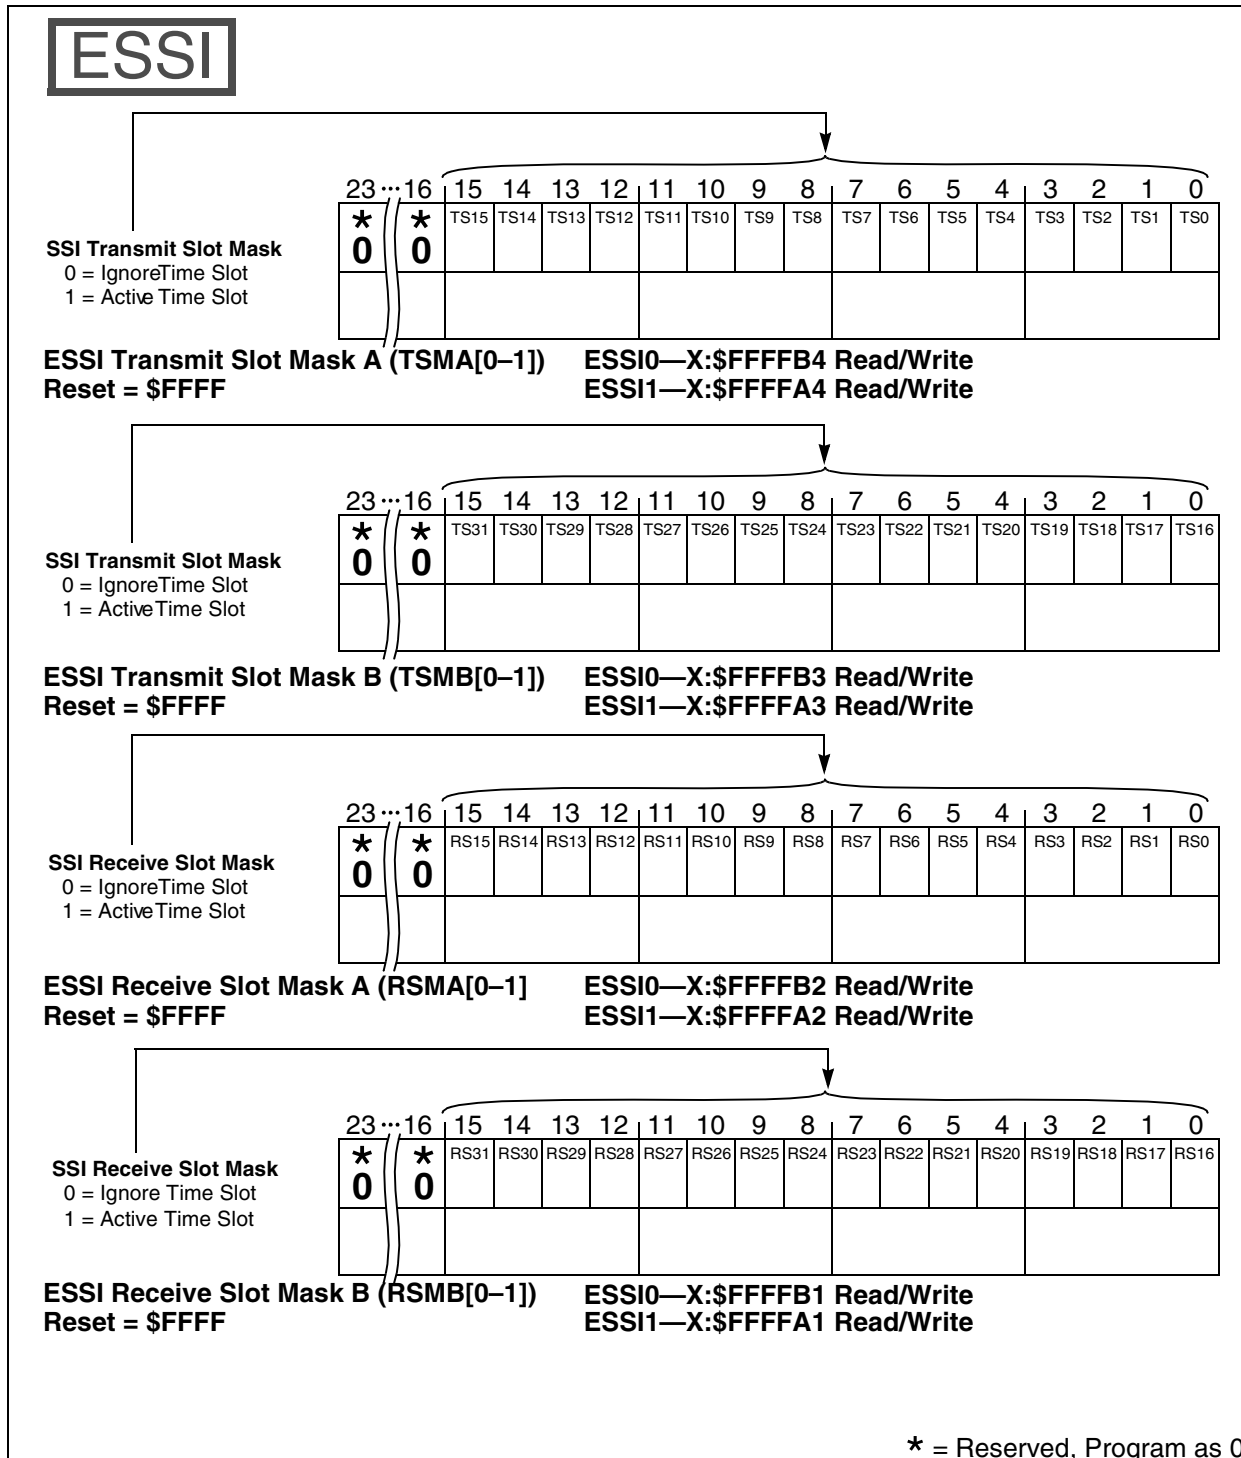 ESSI
23 ... 16 15 14 13 12 11 10 9 8 7 6 5 4 3 2 1 0
* * TS15 TS14 TS13 TS12 TS11 TS10 TS9 TS8 TS7 TS6 TS5 TS4 TS3 TS2 TS1 TS0
0 0
SSI Transmit Slot Mask
0 = IgnoreTime Slot
1 = Active Time Slot
ESSI Transmit Slot Mask A (TSMA[0–1]) ESSI0—X:$FFFFB4 Read/Write
Reset = $FFFF ESSI1—X:$FFFFA4 Read/Write
23 ... 16 15 14 13 12 11 10 9 8 7 6 5 4 3 2 1 0
* * TS31 TS30 TS29 TS28 TS27 TS26 TS25 TS24 TS23 TS22 TS21 TS20 TS19 TS18 TS17 TS16
0 0
SSI Transmit Slot Mask
0 = IgnoreTime Slot
1 = ActiveTime Slot
ESSI Transmit Slot Mask B (TSMB[0–1]) ESSI0—X:$FFFFB3 Read/Write
Reset = $FFFF ESSI1—X:$FFFFA3 Read/Write
23 ... 16 15 14 13 12 11 10 9 8 7 6 5 4 3 2 1 0
* * RS15 RS14 RS13 RS12 RS11 RS10 RS9 RS8 RS7 RS6 RS5 RS4 RS3 RS2 RS1 RS0
0 0
SSI Receive Slot Mask
0 = IgnoreTime Slot
1 = ActiveTime Slot
ESSI Receive Slot Mask A (RSMA[0–1] ESSI0—X:$FFFFB2 Read/Write
Reset = $FFFF ESSI1—X:$FFFFA2 Read/Write
23 ... 16 15 14 13 12 11 10 9 8 7 6 5 4 3 2 1 0
* * RS31 RS30 RS29 RS28 RS27 RS26 RS25 RS24 RS23 RS22 RS21 RS20 RS19 RS18 RS17 RS16
0 0
SSI Receive Slot Mask
0 = Ignore Time Slot
1 = Active Time Slot
ESSI Receive Slot Mask B (RSMB[0–1]) ESSI0—X:$FFFFB1 Read/Write
Reset = $FFFF ESSI1—X:$FFFFA1 Read/Write
* = Reserved, Program as 0